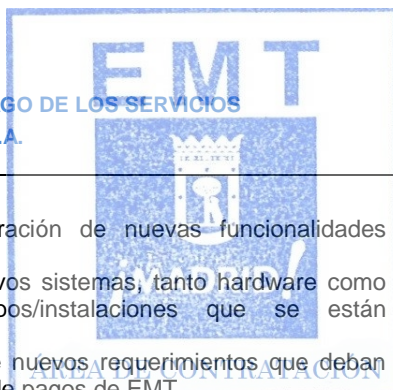 EMT
GO DE LOS SERVICIOS
.A.
ración de nuevas funcionalidades
vos sistemas, tanto hardware como
pos/instalaciones que se están
¡MADRID!
e nuevos requerimientos que deban
ÁREA DE CONTRATACIÓN
de pagos de EMT